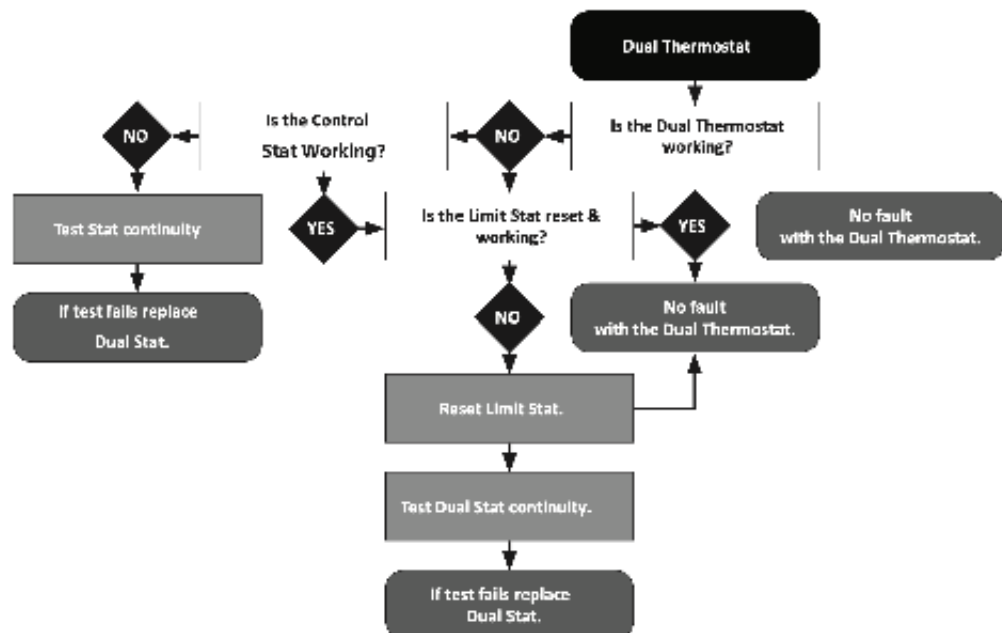 Dual Thermostat
Is the Dual Thermostat
working?
NO
Is the Control
Stat Working?
NO
YES
Is the Limit Stat reset &
working?
YES
No fault
with the Dual Thermostat.
Test Stat continuity
If test fails replace
Dual Stat.
NO
No fault
with the Dual Thermostat.
Reset Limit Stat.
Test Dual Stat continuity.
If test fails replace
Dual Stat.